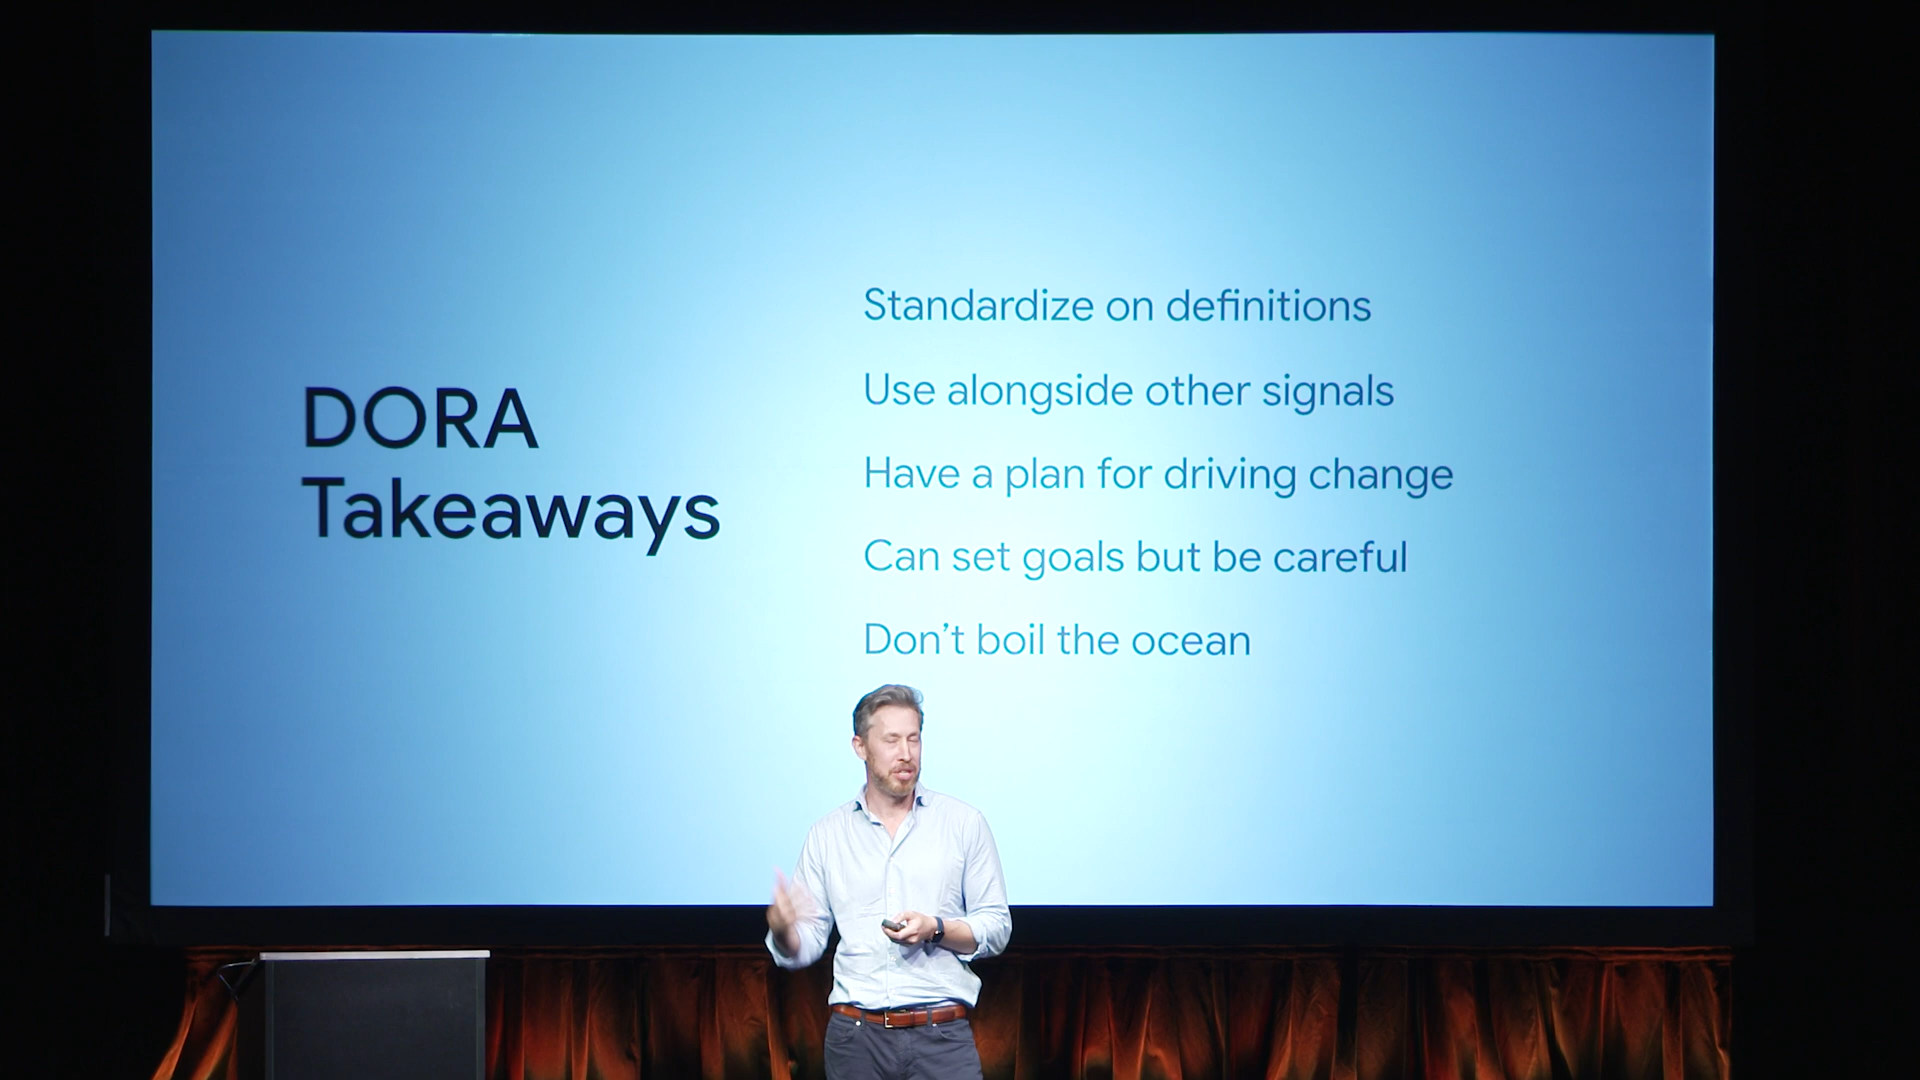 DORA
Takeaways
Standardize on definitions
Use alongside other signals
Have a plan for driving change
Can set goals but be careful
Don’t boil the ocean